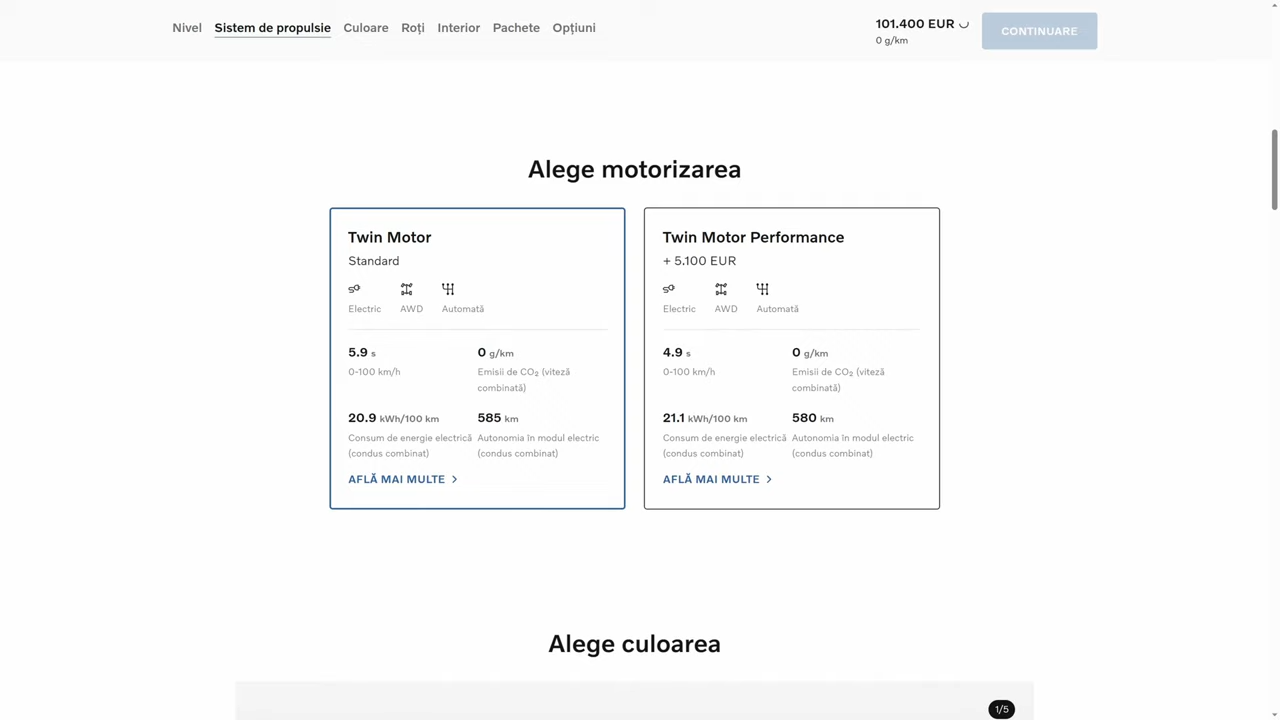 Nivel Sistem de propulsie Culoare Roți Interior Pachete Opțiuni
101.400 EUR
0 g/km
CONTINUARE
Alege motorizarea
Twin Motor
Standard
Electric AWD Automată
5.9 s
0-100 km/h
0 g/km
Emisii de CO₂ (viteză
combinată)
20.9 kWh/100 km
Consum de energie electrică
(condus combinat)
585 km
Autonomia în modul electric
(condus combinat)
AFLĂ MAI MULTE
Twin Motor Performance
+ 5.100 EUR
Electric AWD Automată
4.9 s
0-100 km/h
0 g/km
Emisii de CO₂ (viteză
combinată)
21.1 kWh/100 km
Consum de energie electrică
(condus combinat)
580 km
Autonomia în modul electric
(condus combinat)
AFLĂ MAI MULTE
Alege culoarea
1/5